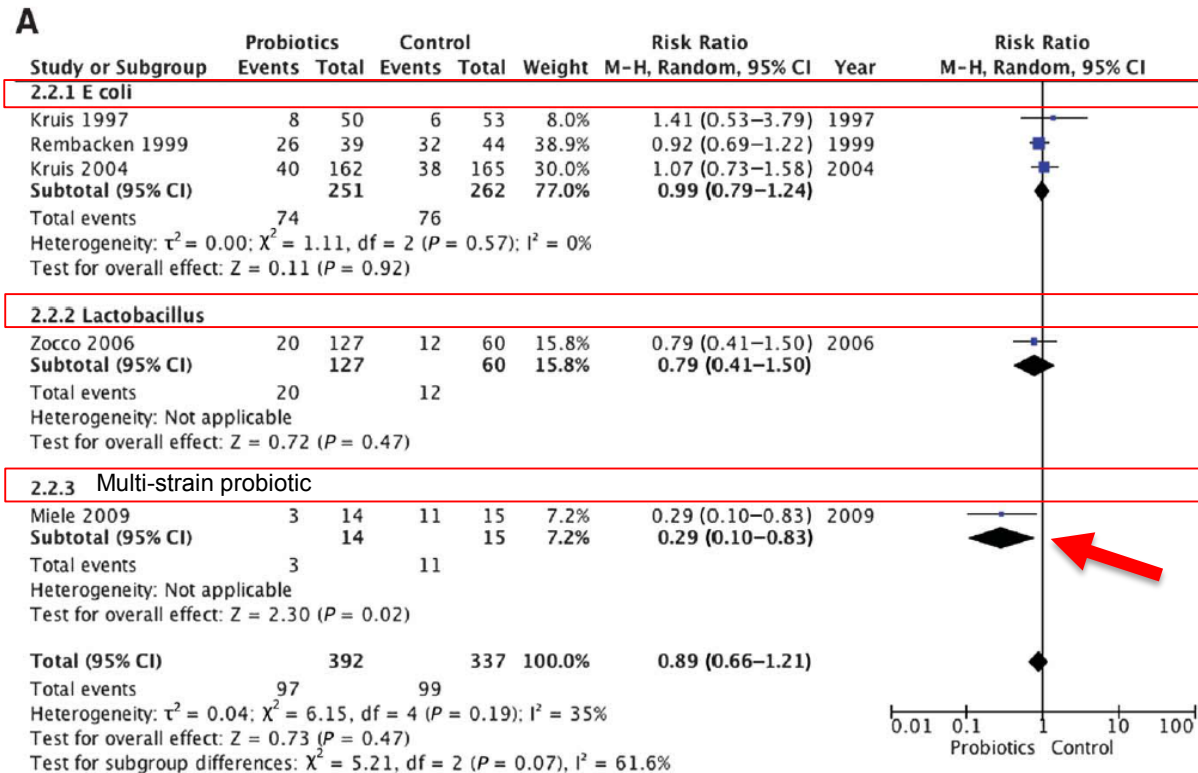 A
Probiotics Control Risk Ratio Risk Ratio
Study or Subgroup Events Total Events Total Weight M-H, Random, 95% CI Year M-H, Random, 95% CI
2.2.1 E coli
Kruis 1997 8 50 6 53 8.0% 1.41 (0.53–3.79) 1997
Rembacken 1999 26 39 32 44 38.9% 0.92 (0.69–1.22) 1999
Kruis 2004 40 162 38 165 30.0% 1.07 (0.73–1.58) 2004
Subtotal (95% CI) 251 262 77.0% 0.99 (0.79–1.24)
Total events 74 76
Heterogeneity: τ² = 0.00; χ² = 1.11, df = 2 (P = 0.57); I² = 0%
Test for overall effect: Z = 0.11 (P = 0.92)
2.2.2 Lactobacillus
Zocco 2006 20 127 12 60 15.8% 0.79 (0.41–1.50) 2006
Subtotal (95% CI) 127 60 15.8% 0.79 (0.41–1.50)
Total events 20 12
Heterogeneity: Not applicable
Test for overall effect: Z = 0.72 (P = 0.47)
2.2.3 Multi-strain probiotic
Miele 2009 3 14 11 15 7.2% 0.29 (0.10–0.83) 2009
Subtotal (95% CI) 14 15 7.2% 0.29 (0.10–0.83)
Total events 3 11
Heterogeneity: Not applicable
Test for overall effect: Z = 2.30 (P = 0.02)
Total (95% CI) 392 337 100.0% 0.89 (0.66–1.21)
Total events 97 99
Heterogeneity: τ² = 0.04; χ² = 6.15, df = 4 (P = 0.19); I² = 35%
Test for overall effect: Z = 0.73 (P = 0.47)
Test for subgroup differences: χ² = 5.21, df = 2 (P = 0.07), I² = 61.6%
0.01 0.1 1 10 100
Probiotics Control